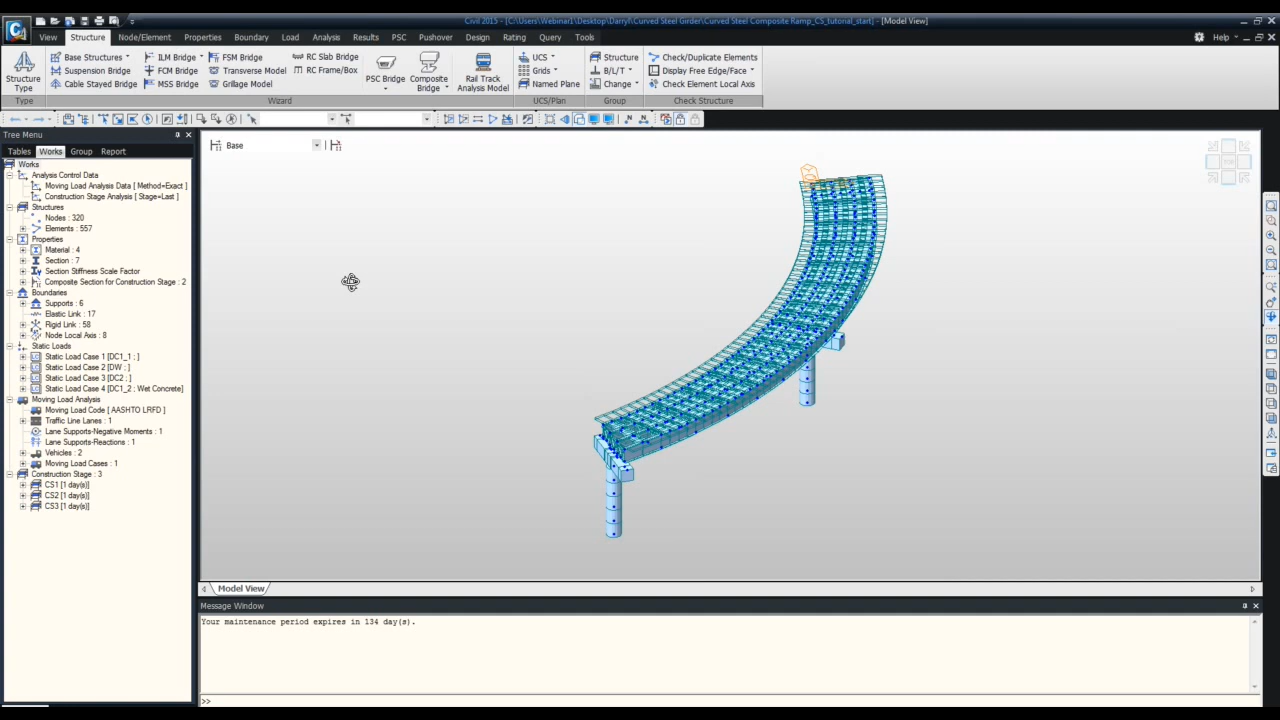 Civil 2015 - [C:\Users\Webinar1\Desktop\Darryl\Curved Steel Girder\Curved Steel Composite Ramp_CS_tutorial_start] - [Model View]
View Structure Node/Element Properties Boundary Load Analysis Results PSC Pushover Design Rating Query Tools Help
Structure Type
Base Structures
Suspension Bridge
Cable Stayed Bridge
ILM Bridge
FCM Bridge
MSS Bridge
FSM Bridge
Transverse Model
Grillage Model
RC Slab Bridge
RC Frame/Box
PSC Bridge
Composite Bridge
Rail Track Analysis Model
UCS
Grids
Named Plane
Structure
B/L/T
Change
Check/Duplicate Elements
Display Free Edge/Face
Check Element Local Axis
Type Wizard UCS/Plan Group Check Structure
Tree Menu
Tables Works Group Report
Works
Analysis Control Data
Moving Load Analysis Data [ Method=Exact ]
Construction Stage Analysis [ Stage=Last ]
Structures
Nodes : 320
Elements : 557
Properties
Material : 4
Section : 7
Section Stiffness Scale Factor
Composite Section for Construction Stage : 2
Boundaries
Supports : 6
Elastic Link : 17
Rigid Link : 58
Node Local Axis : 8
Static Loads
Static Load Case 1 [DC1_1 ; ]
Static Load Case 2 [DW ; ]
Static Load Case 3 [DC2 ; ]
Static Load Case 4 [DC1_2 ; Wet Concrete]
Moving Load Analysis
Moving Load Code [ AASHTO LRFD ]
Traffic Line Lanes : 1
Lane Supports-Negative Moments : 1
Lane Supports-Reactions : 1
Vehicles : 2
Moving Load Cases : 1
Construction Stage : 3
CS1 [1 day(s)]
CS2 [1 day(s)]
CS3 [1 day(s)]
Base
TOP
Model View
Message Window
Your maintenance period expires in 134 day(s).
>>